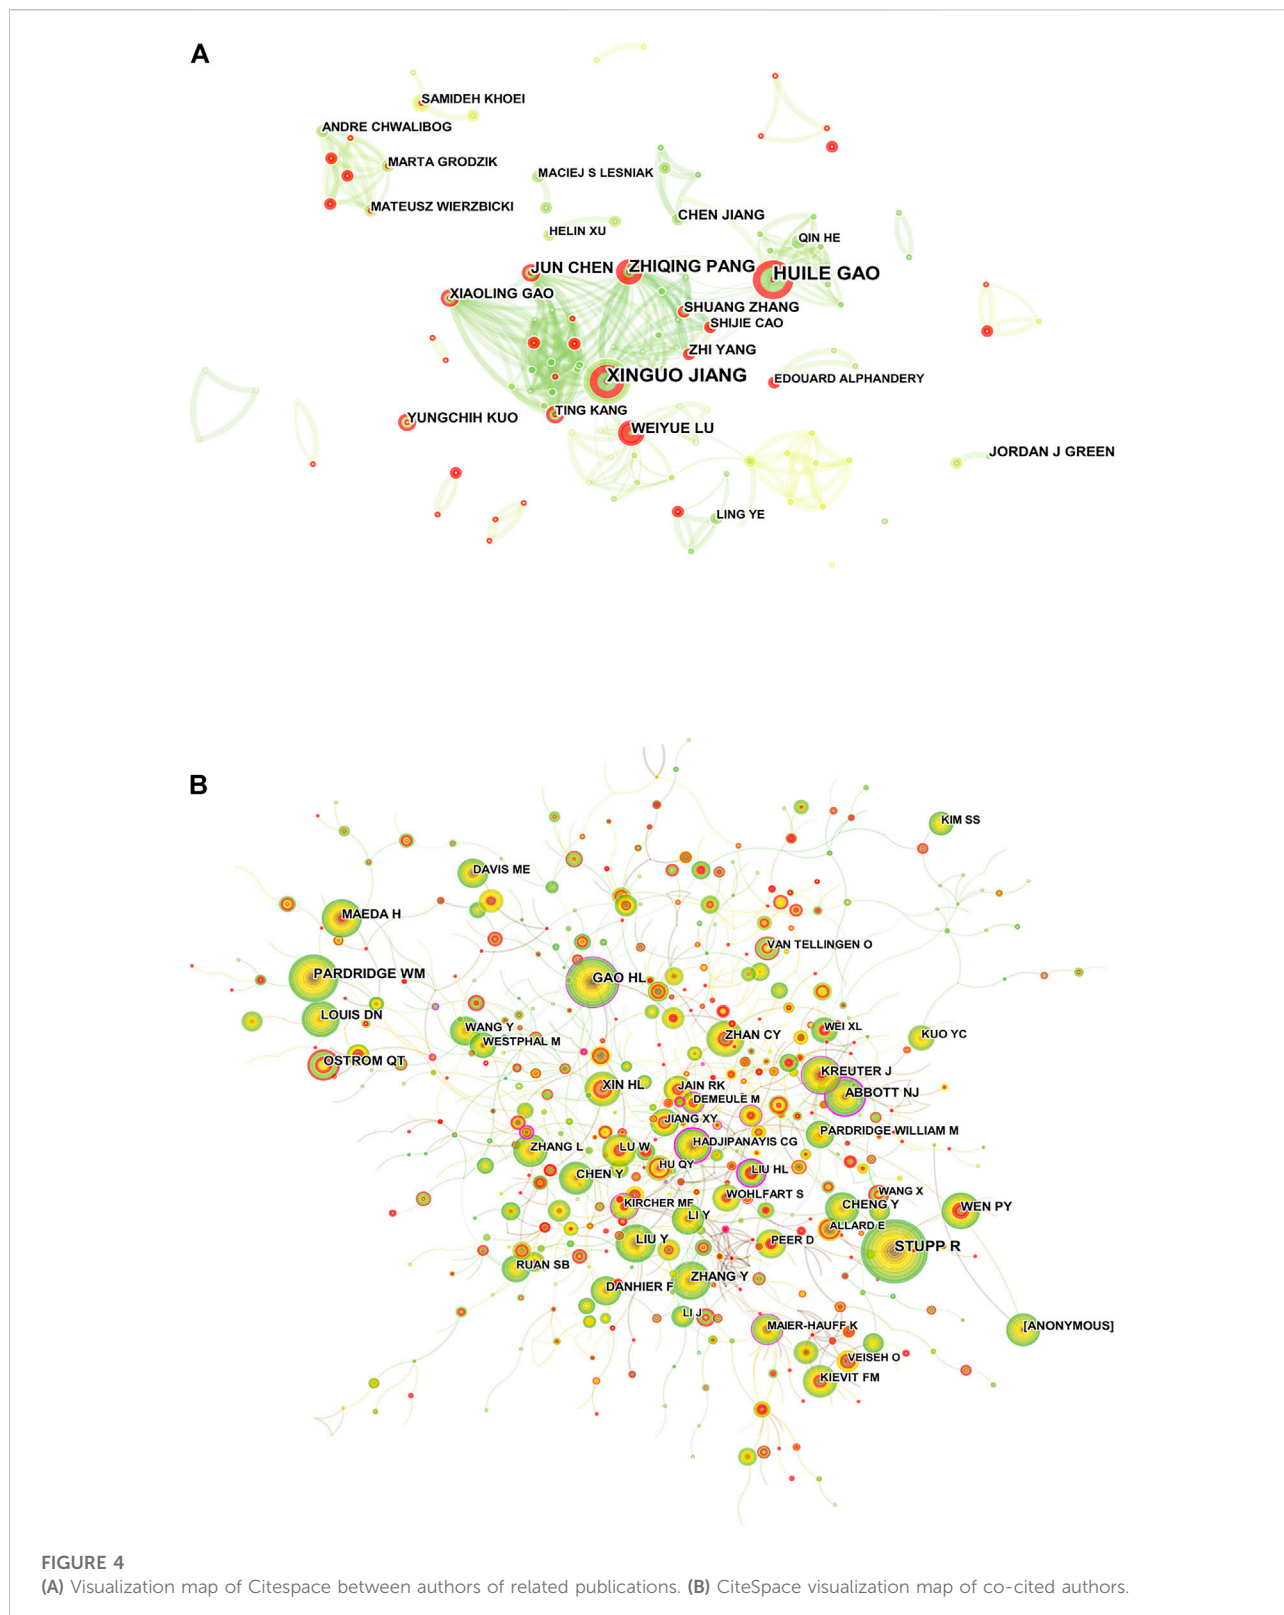 A
SAMIDEH KHOEI
ANDRE CHWALIBOG
MARTA GRODZIK
MACIEJ S LESNIAK
MATEUSZ WIERZBICKI
CHEN JIANG
HELIN XU
QIN HE
JUN CHEN
ZHIQING PANG
HUILE GAO
XIAOLING GAO
SHUANG ZHANG
SHIJIE CAO
ZHI YANG
XINGUO JIANG
EDOUARD ALPHANDERY
TING KANG
YUNGCHIH KUO
WEIYUE LU
JORDAN J GREEN
LING YE
B
KIM SS
DAVIS ME
MAEDA H
VAN TELLINGEN O
PARDRIDGE WM
GAO HL
LOUIS DN
WANG Y
WEI XL
WESTPHAL M
ZHAN CY
KUO YC
OSTROM QT
KREUTER J
XIN HL
JAIN RK
ABBOTT NJ
DEMEULE M
JIANG XY
PARDRIDGE WILLIAM M
HADJIPANAYIS CG
ZHANG L
LU W
HU QY
LIU HL
CHEN Y
WOHLFART S
WANG X
KIRCHER MF
CHENG Y
WEN PY
LI Y
ALLARD E
LIU Y
PEER D
STUPP R
RUAN SB
ZHANG Y
DANHIER F
LI J
MAIER-HAUFF K
[ANONYMOUS]
VEISEH O
KIEVIT FM
FIGURE 4
(A) Visualization map of Citespace between authors of related publications. (B) CiteSpace visualization map of co-cited authors.